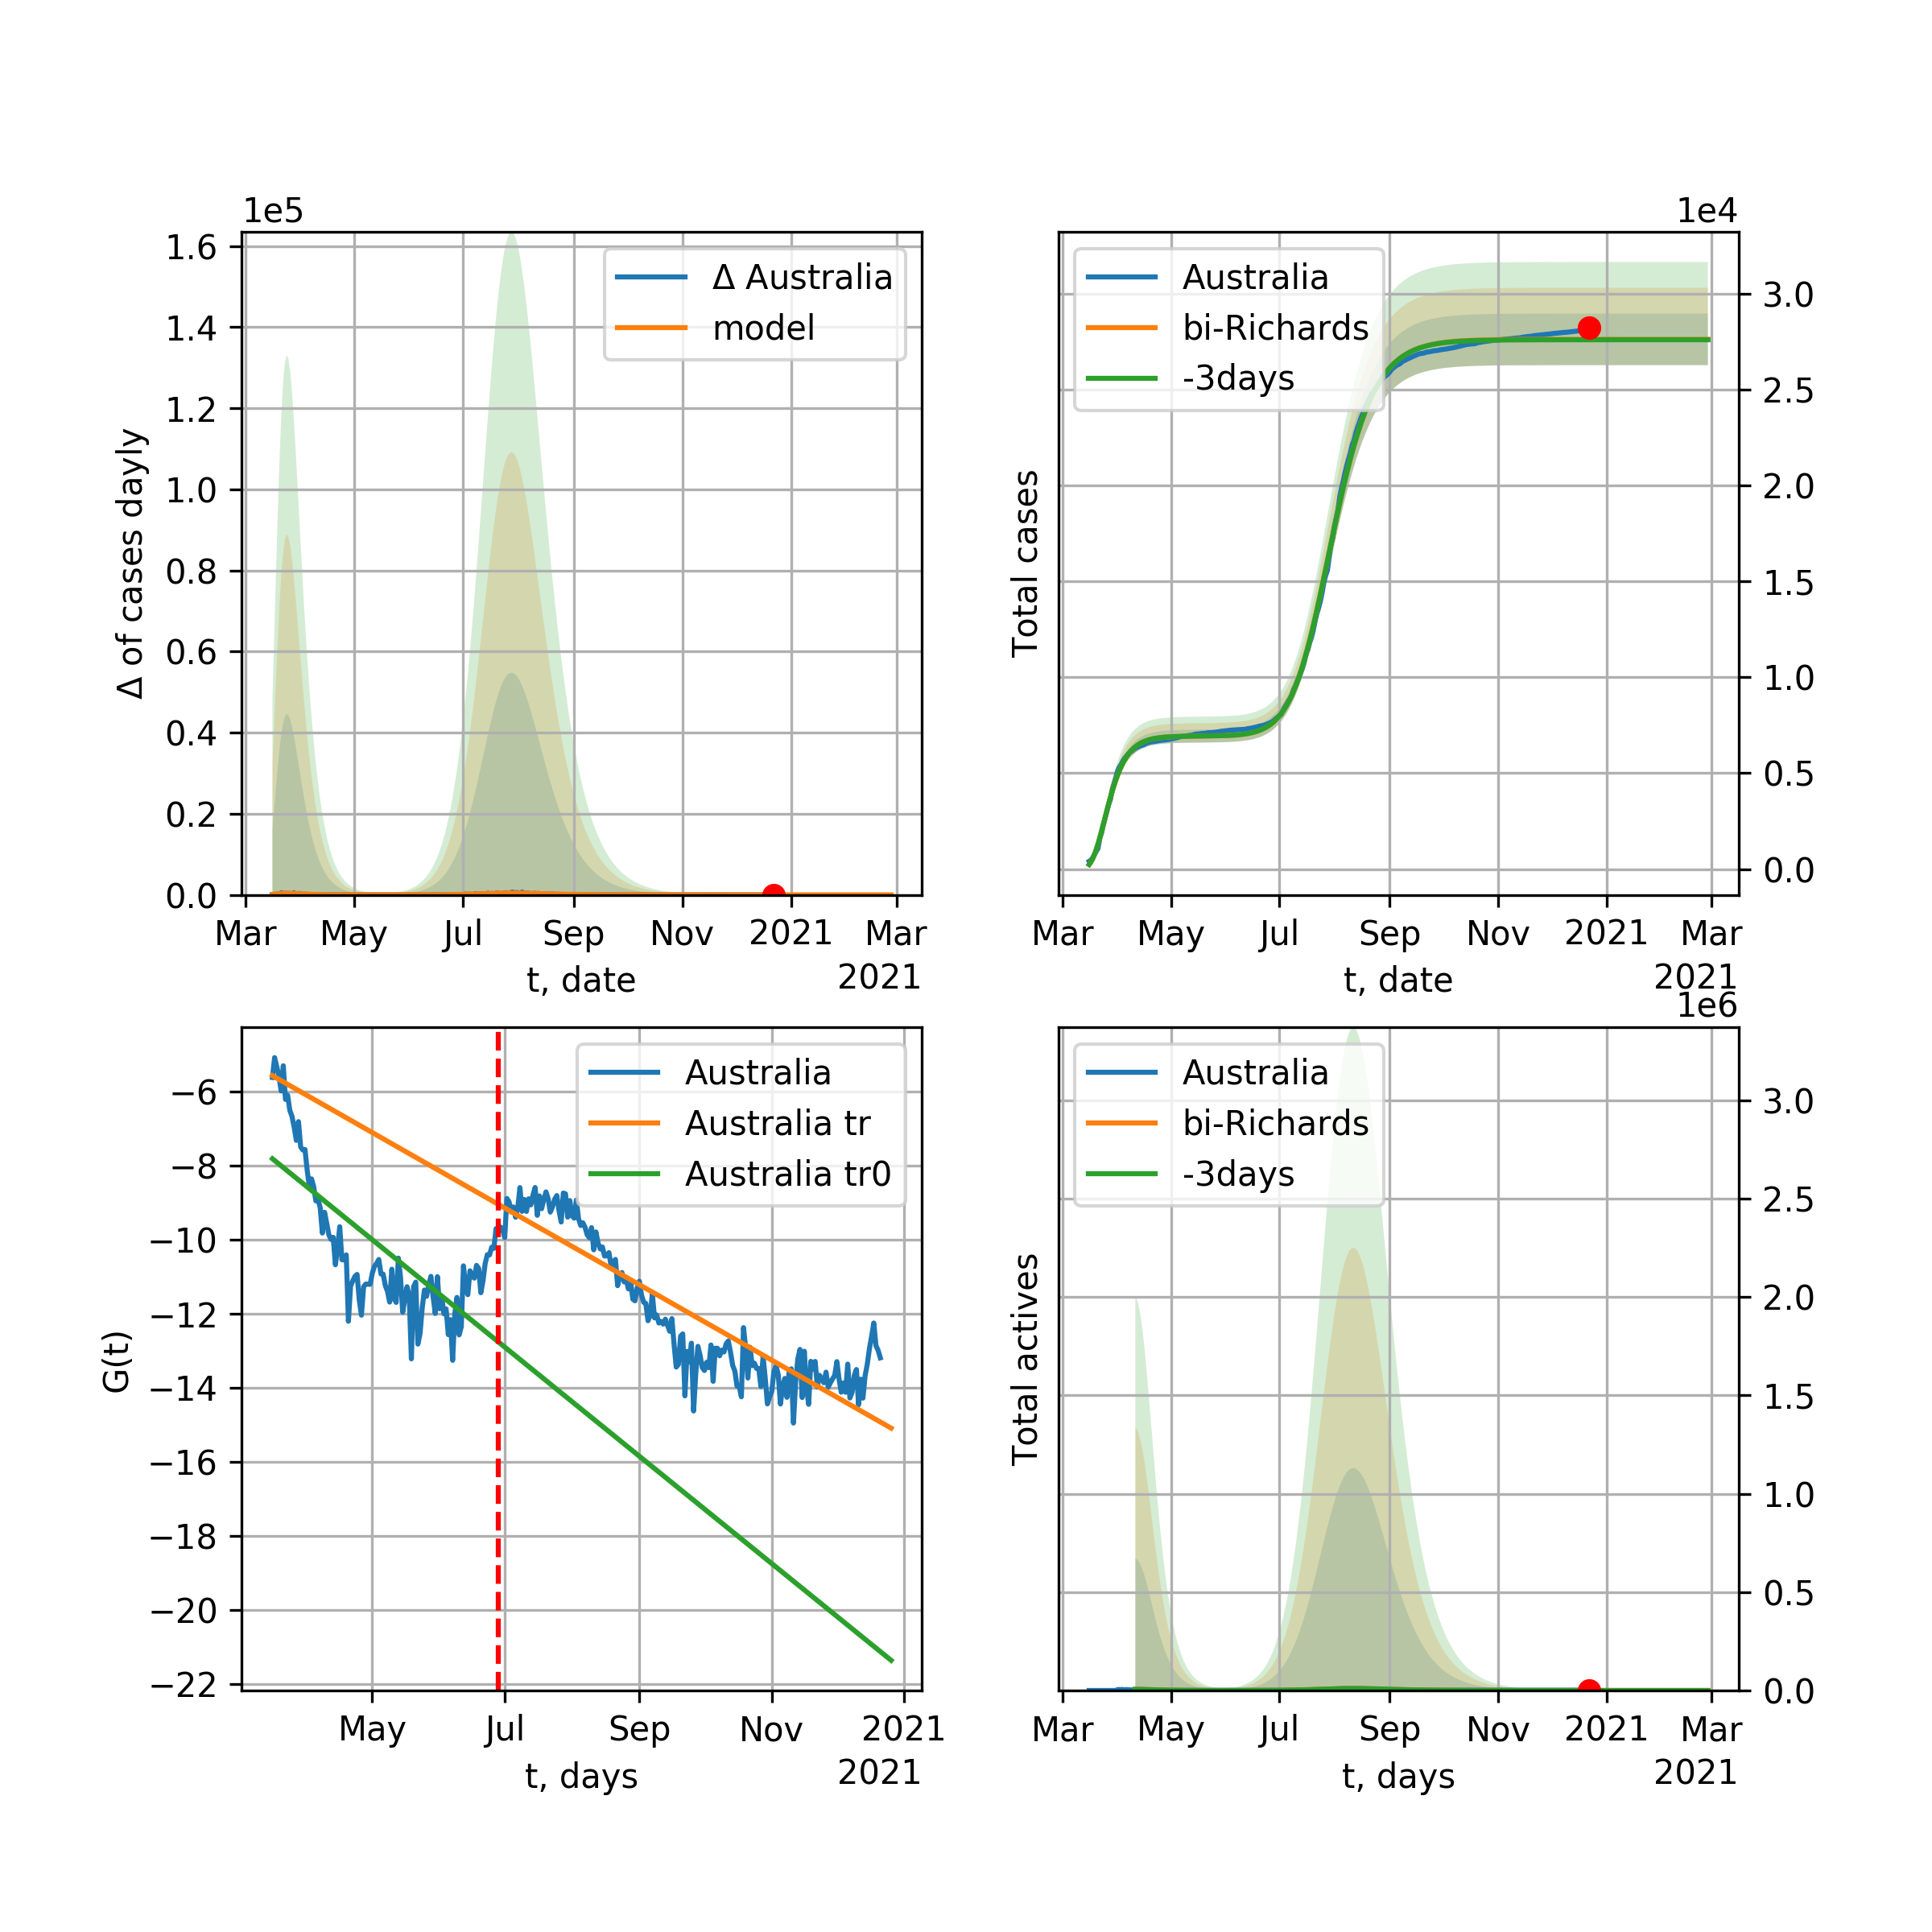 1e5
Δ of cases dayly
1.6
1.4
1.2
1.0
0.8
0.6
0.4
0.2
0.0
Δ Australia
model
Mar May Jul Sep Nov 2021 Mar
t, date
2021
1e4
Total cases
Australia
bi-Richards
-3days
3.0
2.5
2.0
1.5
1.0
0.5
0.0
Mar May Jul Sep Nov 2021 Mar
t, date
2021
G(t)
−6
−8
−10
−12
−14
−16
−18
−20
−22
Australia
Australia tr
Australia tr0
May Jul Sep Nov 2021
t, days
2021
1e6
Total actives
Australia
bi-Richards
-3days
3.0
2.5
2.0
1.5
1.0
0.5
0.0
Mar May Jul Sep Nov 2021 Mar
t, days
2021